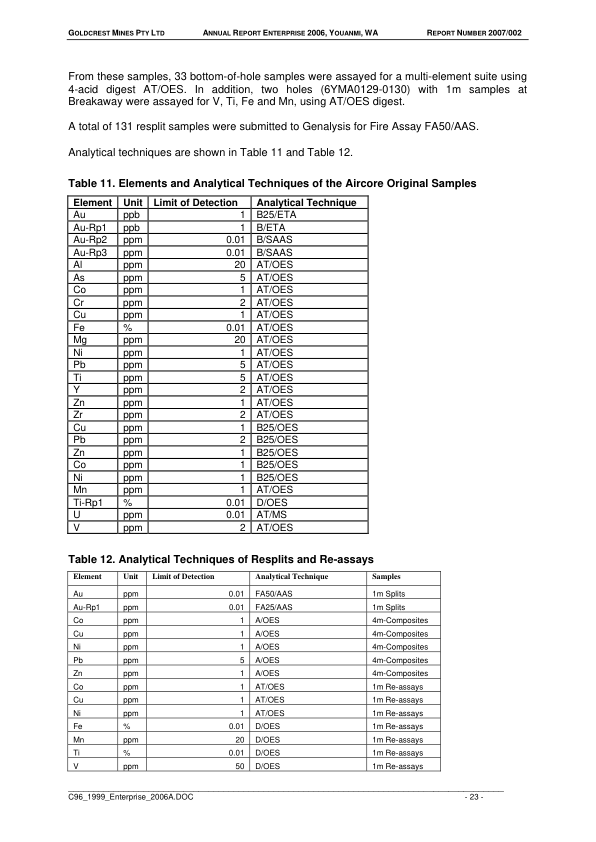 GOLDCREST MINES PTY LTD ANNUAL REPORT ENTERPRISE 2006, YOUANMI, WA REPORT NUMBER 2007/002
From these samples, 33 bottom-of-hole samples were assayed for a multi-element suite using
4-acid digest AT/OES. In addition, two holes (6YMA0129-0130) with 1m samples at
Breakaway were assayed for V, Ti, Fe and Mn, using AT/OES digest.
A total of 131 resplit samples were submitted to Genalysis for Fire Assay FA50/AAS.
Analytical techniques are shown in Table 11 and Table 12.
Table 11. Elements and Analytical Techniques of the Aircore Original Samples
Element Unit Limit of Detection Analytical Technique
Au ppb 1 B25/ETA
Au-Rp1 ppb 1 B/ETA
Au-Rp2 ppm 0.01 B/SAAS
Au-Rp3 ppm 0.01 B/SAAS
Al ppm 20 AT/OES
As ppm 5 AT/OES
Co ppm 1 AT/OES
Cr ppm 2 AT/OES
Cu ppm 1 AT/OES
Fe % 0.01 AT/OES
Mg ppm 20 AT/OES
Ni ppm 1 AT/OES
Pb ppm 5 AT/OES
Ti ppm 5 AT/OES
Y ppm 2 AT/OES
Zn ppm 1 AT/OES
Zr ppm 2 AT/OES
Cu ppm 1 B25/OES
Pb ppm 2 B25/OES
Zn ppm 1 B25/OES
Co ppm 1 B25/OES
Ni ppm 1 B25/OES
Mn ppm 1 AT/OES
Ti-Rp1 % 0.01 D/OES
U ppm 0.01 AT/MS
V ppm 2 AT/OES
Table 12. Analytical Techniques of Resplits and Re-assays
Element Unit Limit of Detection Analytical Technique Samples
Au ppm 0.01 FA50/AAS 1m Splits
Au-Rp1 ppm 0.01 FA25/AAS 1m Splits
Co ppm 1 A/OES 4m-Composites
Cu ppm 1 A/OES 4m-Composites
Ni ppm 1 A/OES 4m-Composites
Pb ppm 5 A/OES 4m-Composites
Zn ppm 1 A/OES 4m-Composites
Co ppm 1 AT/OES 1m Re-assays
Cu ppm 1 AT/OES 1m Re-assays
Ni ppm 1 AT/OES 1m Re-assays
Fe % 0.01 D/OES 1m Re-assays
Mn ppm 20 D/OES 1m Re-assays
Ti % 0.01 D/OES 1m Re-assays
V ppm 50 D/OES 1m Re-assays
C96_1999_Enterprise_2006A.DOC - 23 -